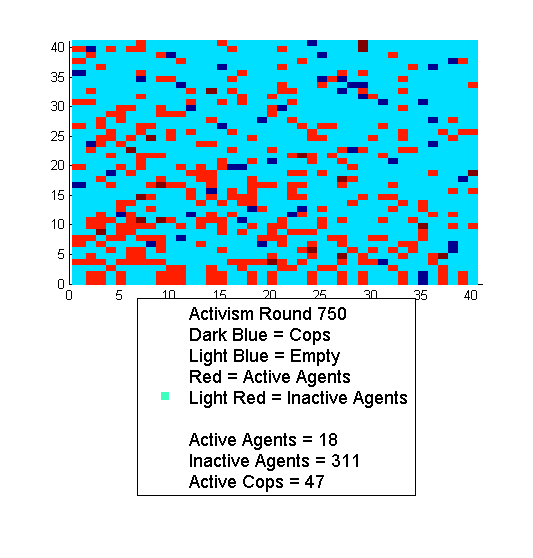 40
35
30
25
20
15
10
5
0
0 5 10 15 20 25 30 35 40
Activism Round 750
Dark Blue = Cops
Light Blue = Empty
Red = Active Agents
Light Red = Inactive Agents
Active Agents = 18
Inactive Agents = 311
Active Cops = 47